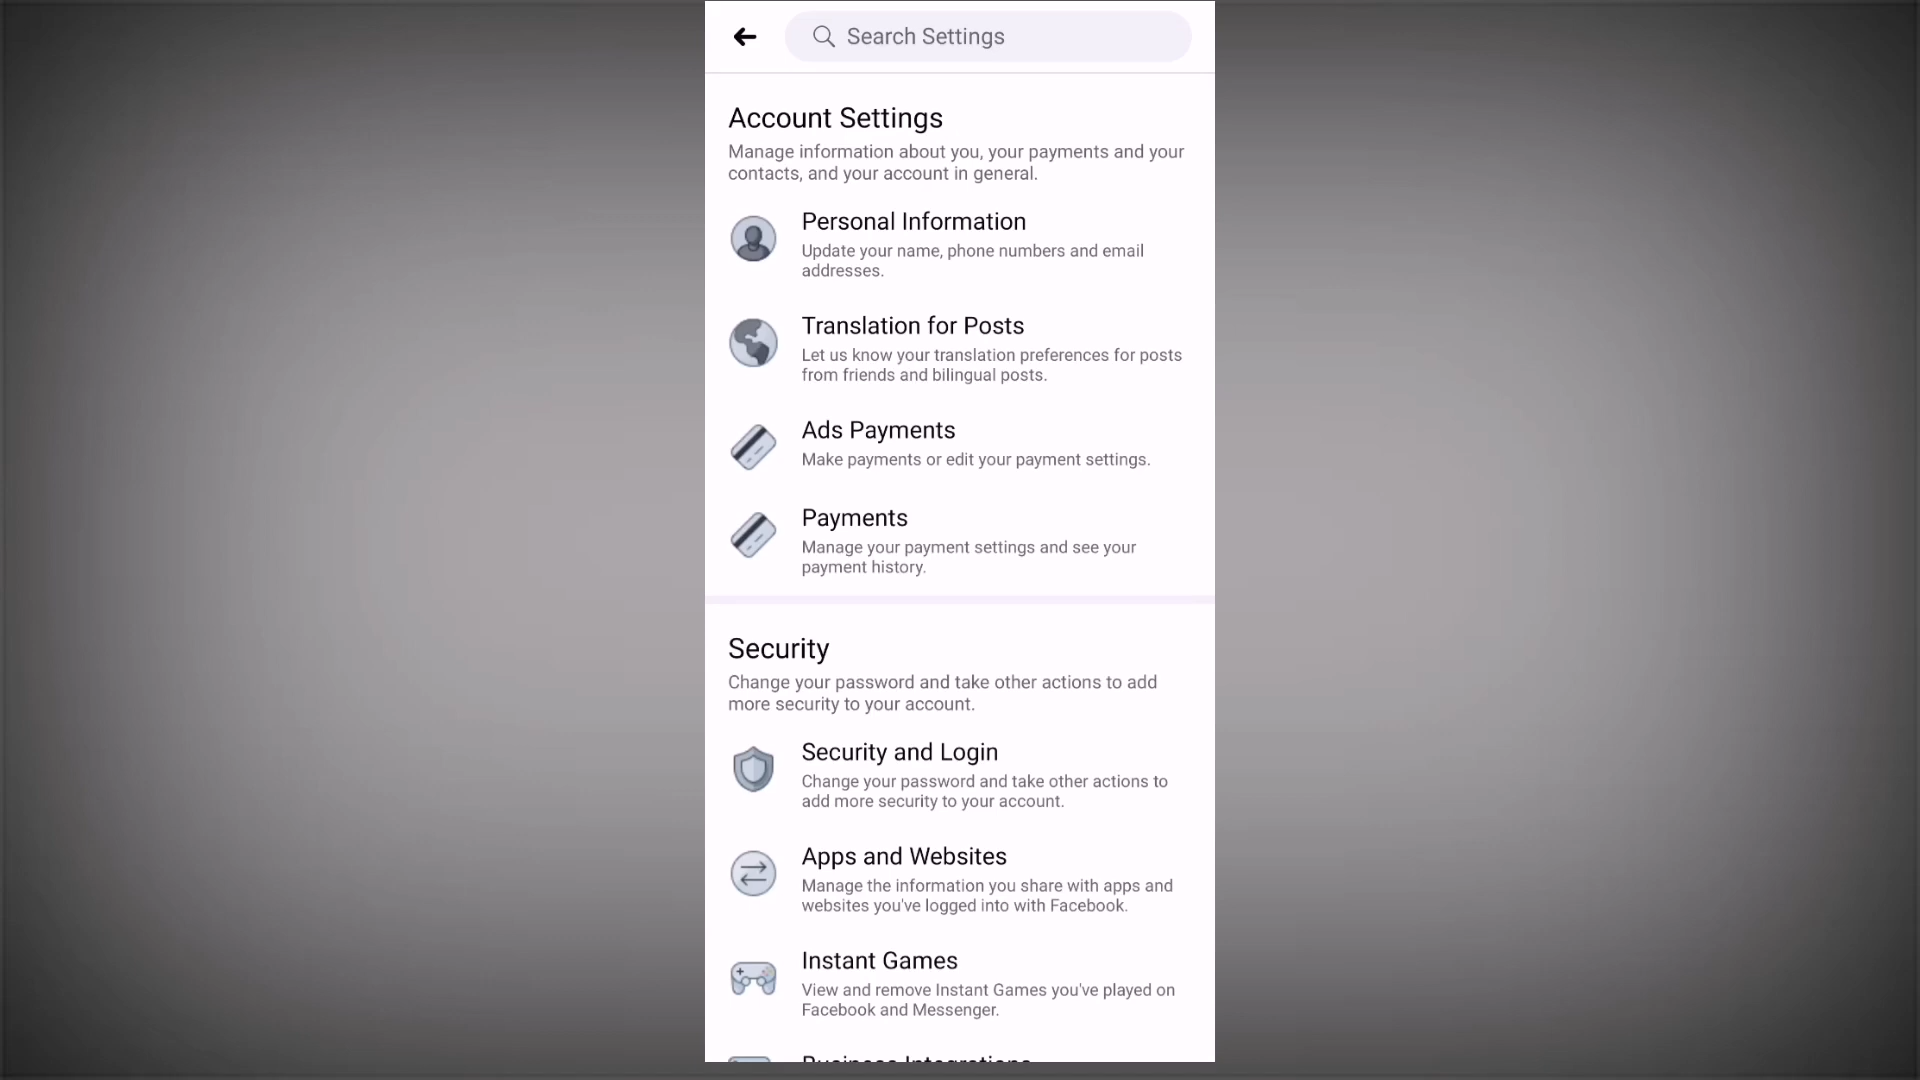 Search Settings
Account Settings
Manage information about you, your payments and your
contacts, and your account in general.
Personal Information
Update your name, phone numbers and email
addresses.
Translation for Posts
Let us know your translation preferences for posts
from friends and bilingual posts.
Ads Payments
Make payments or edit your payment settings.
Payments
Manage your payment settings and see your
payment history.
Security
Change your password and take other actions to add
more security to your account.
Security and Login
Change your password and take other actions to
add more security to your account.
Apps and Websites
Manage the information you share with apps and
websites you've logged into with Facebook.
Instant Games
View and remove Instant Games you've played on
Facebook and Messenger.
Business Integrations